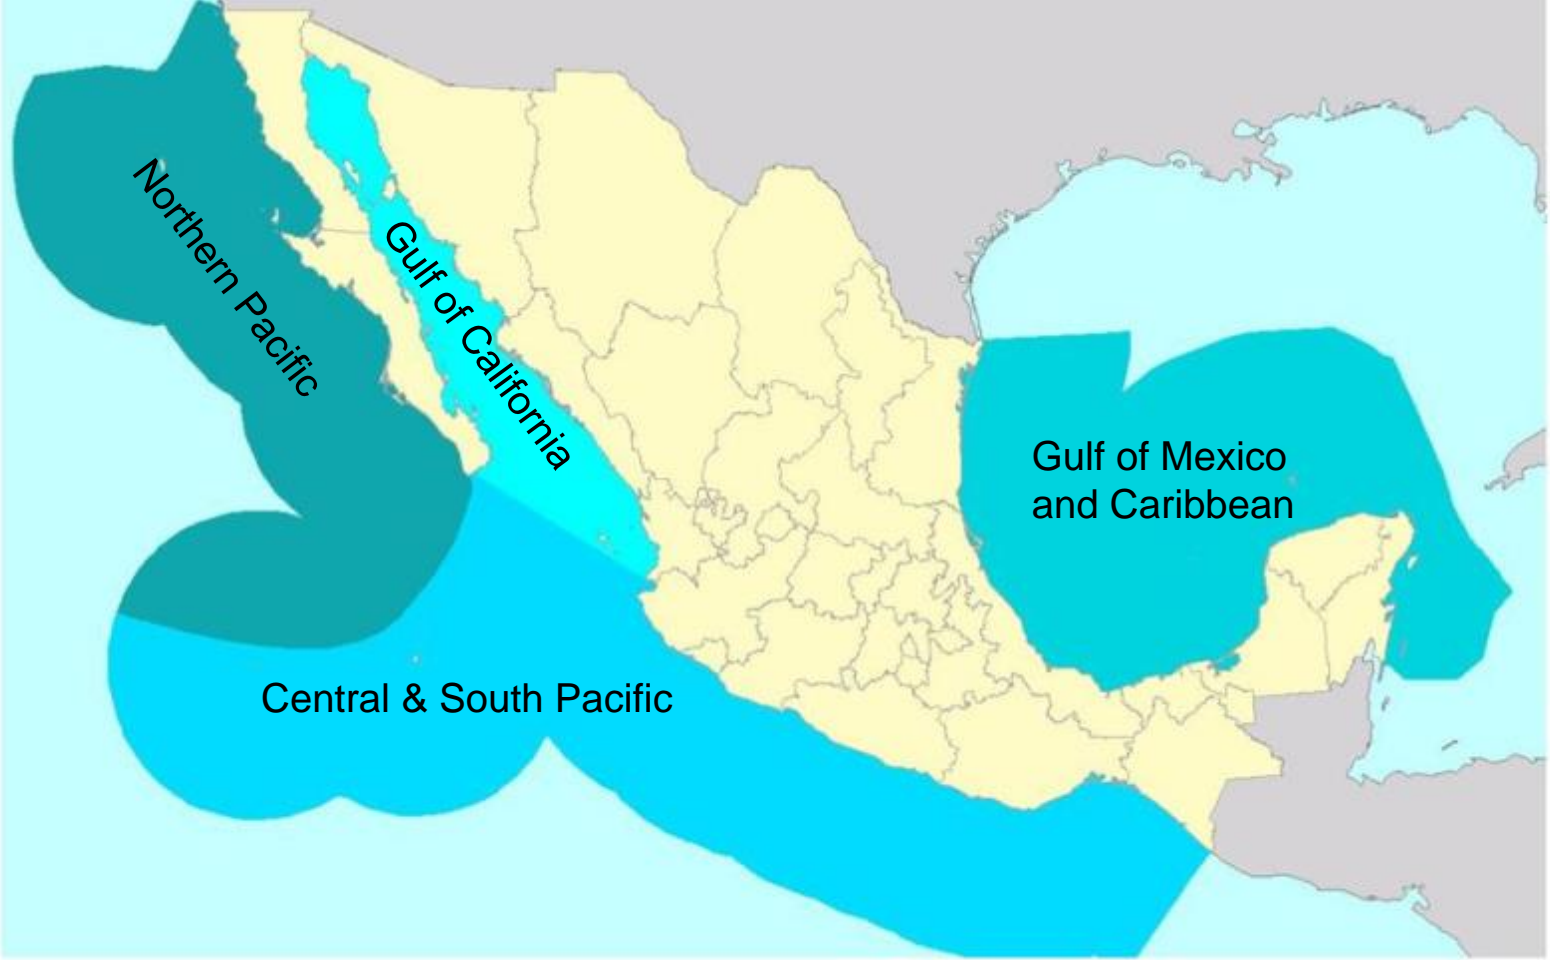 Northern Pacific
Gulf of California
Gulf of Mexico
and Caribbean
Central & South Pacific